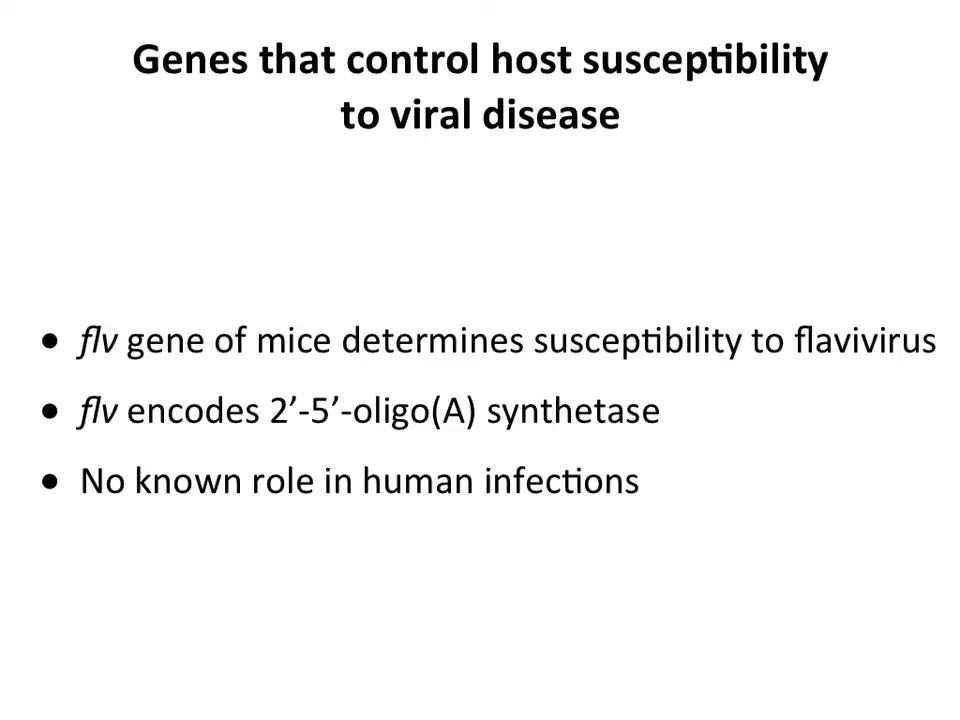 Genes that control host susceptibility
to viral disease
• flv gene of mice determines susceptibility to flavivirus
• flv encodes 2’-5’-oligo(A) synthetase
• No known role in human infections